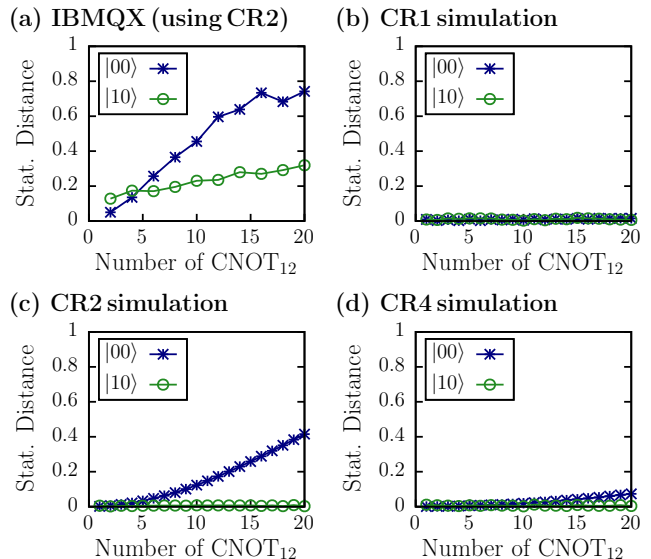 (a) IBMQX (using CR2)
Stat. Distance
1
0.8
0.6
0.4
0.2
0
|00⟩
|10⟩
0 5 10 15 20
Number of CNOT₁₂
(b) CR1 simulation
Stat. Distance
1
0.8
0.6
0.4
0.2
0
|00⟩
|10⟩
0 5 10 15 20
Number of CNOT₁₂
(c) CR2 simulation
Stat. Distance
1
0.8
0.6
0.4
0.2
0
|00⟩
|10⟩
0 5 10 15 20
Number of CNOT₁₂
(d) CR4 simulation
Stat. Distance
1
0.8
0.6
0.4
0.2
0
|00⟩
|10⟩
0 5 10 15 20
Number of CNOT₁₂